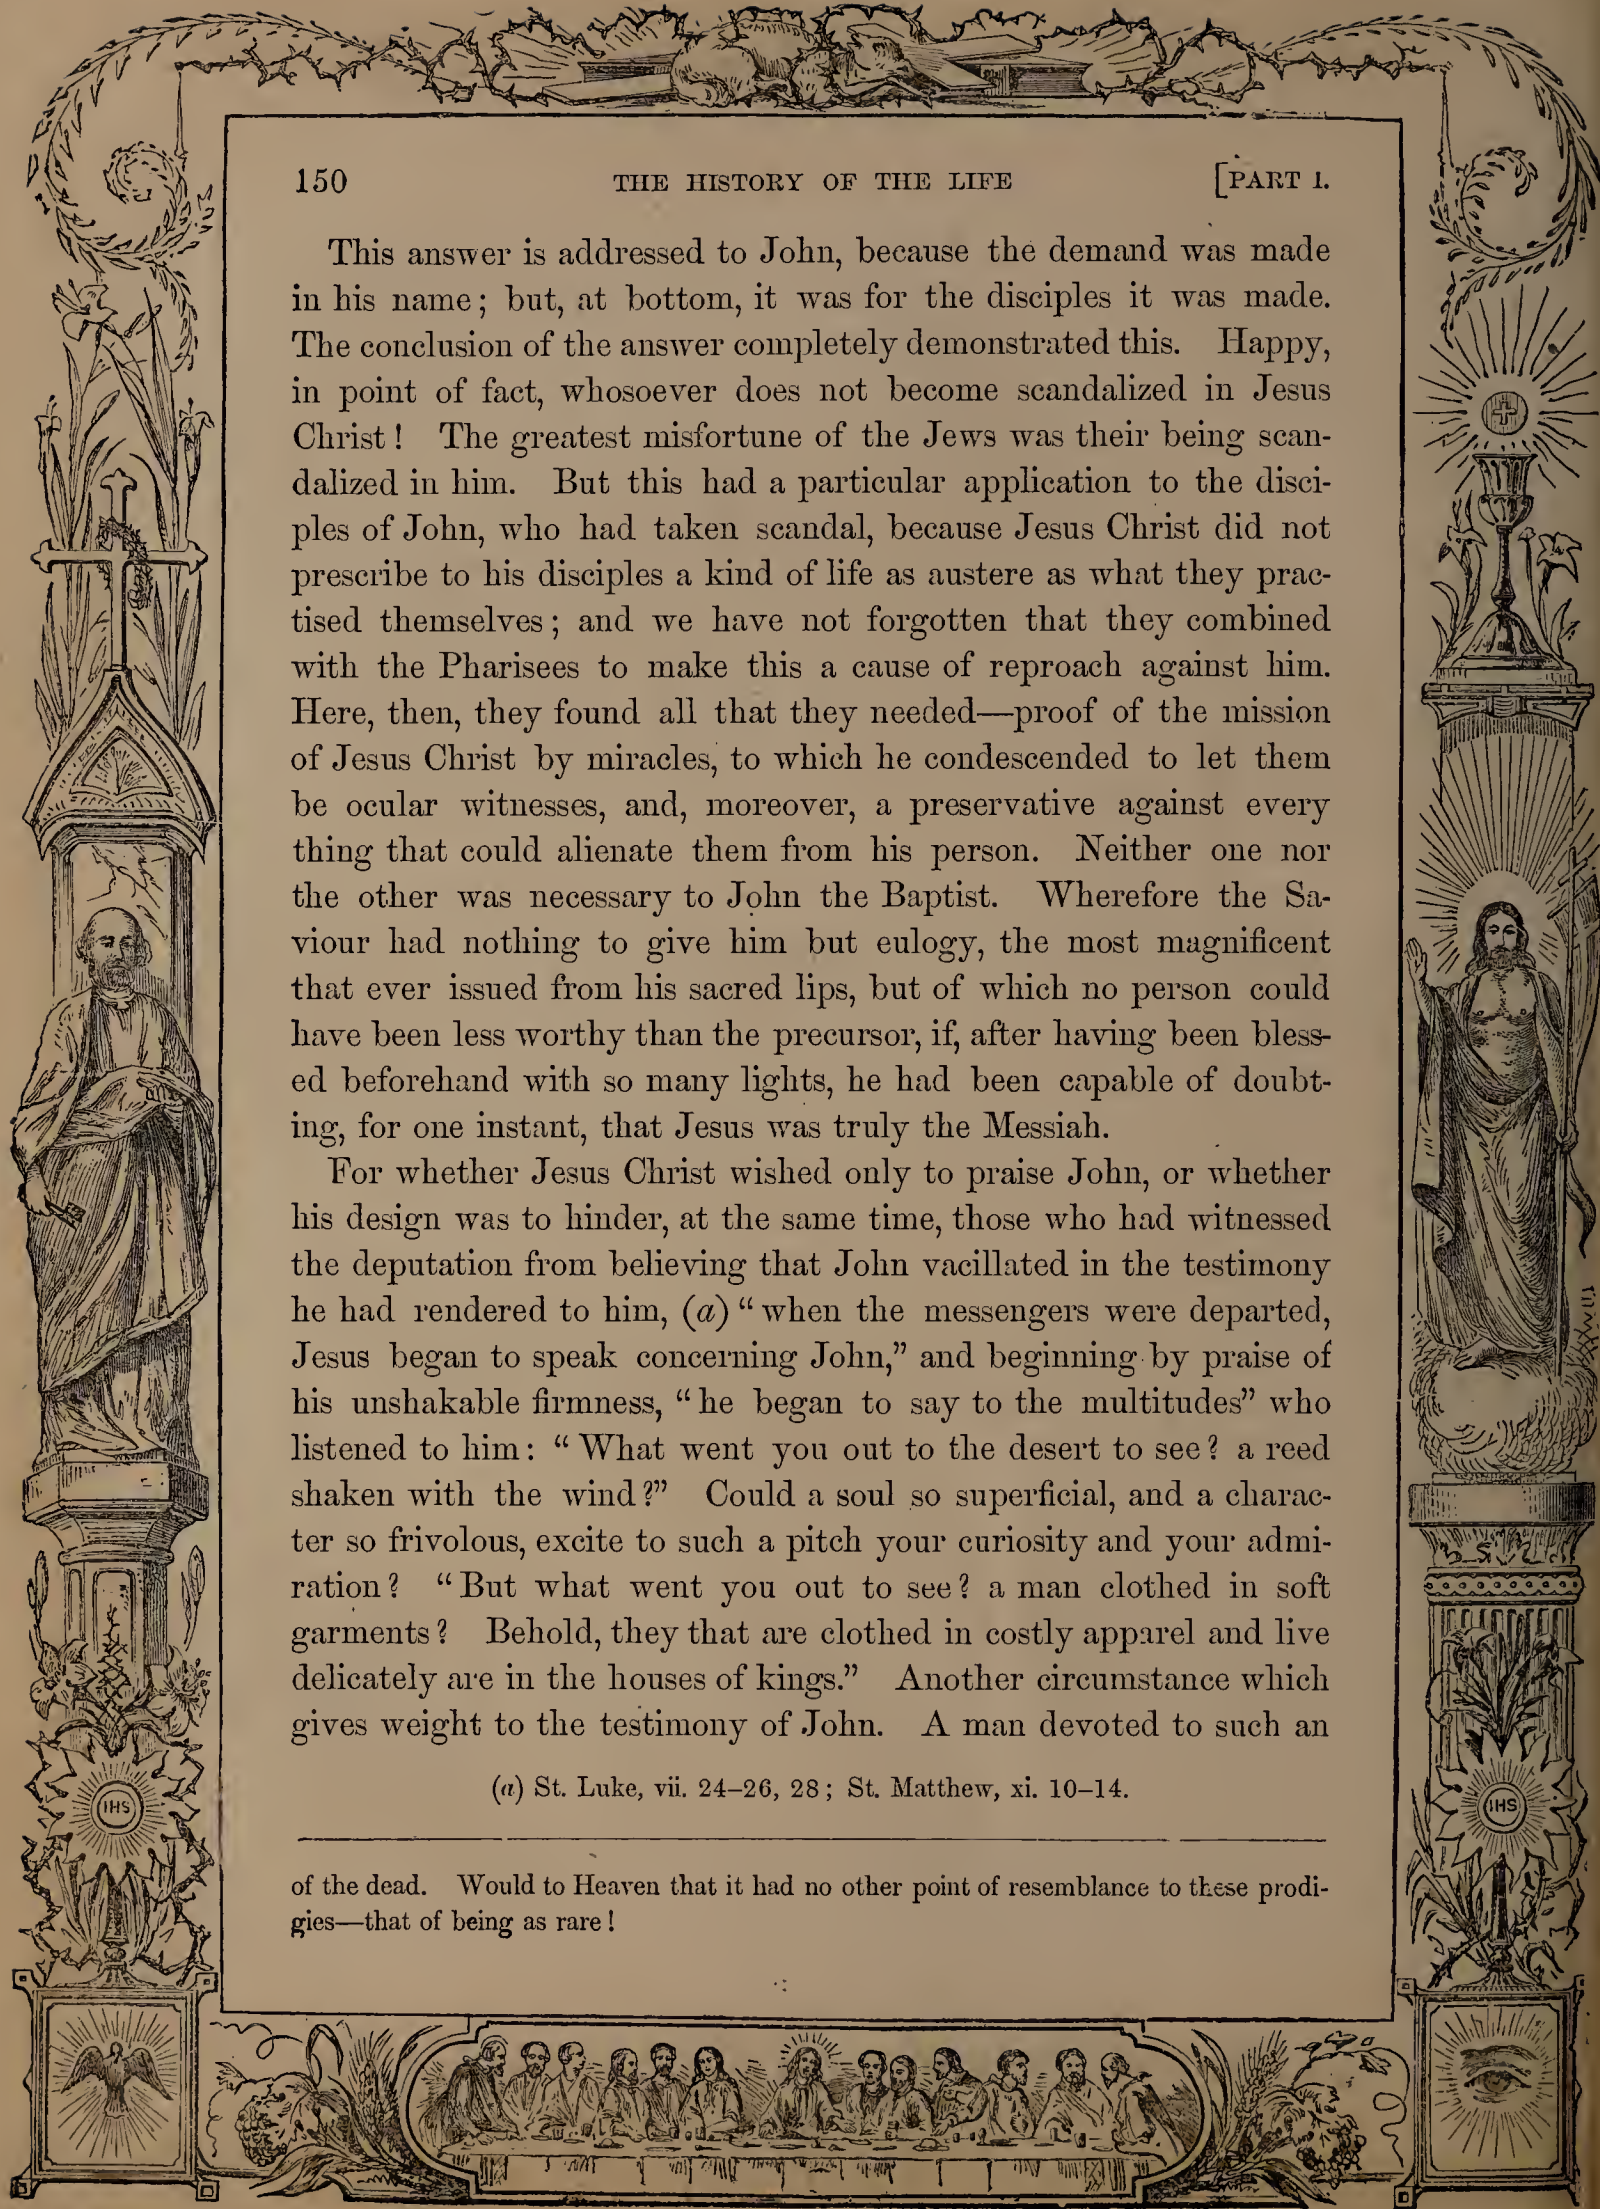 150 THE HISTORY OF THE LIFE [PART I.
This answer is addressed to John, because the demand was made
in his name; but, at bottom, it was for the disciples it was made.
The conclusion of the answer completely demonstrated this. Happy,
in point of fact, whosoever does not become scandalized in Jesus
Christ! The greatest misfortune of the Jews was their being scan-
dalized in him. But this had a particular application to the disci-
ples of John, who had taken scandal, because Jesus Christ did not
prescribe to his disciples a kind of life as austere as what they prac-
tised themselves; and we have not forgotten that they combined
with the Pharisees to make this a cause of reproach against him.
Here, then, they found all that they needed—proof of the mission
of Jesus Christ by miracles, to which he condescended to let them
be ocular witnesses, and, moreover, a preservative against every
thing that could alienate them from his person. Neither one nor
the other was necessary to John the Baptist. Wherefore the Sa-
viour had nothing to give him but eulogy, the most magnificent
that ever issued from his sacred lips, but of which no person could
have been less worthy than the precursor, if, after having been bless-
ed beforehand with so many lights, he had been capable of doubt-
ing, for one instant, that Jesus was truly the Messiah.
For whether Jesus Christ wished only to praise John, or whether
his design was to hinder, at the same time, those who had witnessed
the deputation from believing that John vacillated in the testimony
he had rendered to him, (a) “when the messengers were departed,
Jesus began to speak concerning John,” and beginning by praise of
his unshakable firmness, “he began to say to the multitudes” who
listened to him: “What went you out to the desert to see? a reed
shaken with the wind?” Could a soul so superficial, and a charac-
ter so frivolous, excite to such a pitch your curiosity and your admi-
ration? “But what went you out to see? a man clothed in soft
garments? Behold, they that are clothed in costly apparel and live
delicately are in the houses of kings.” Another circumstance which
gives weight to the testimony of John. A man devoted to such an
(a) St. Luke, vii. 24–26, 28; St. Matthew, xi. 10–14.
IHS
IHS
of the dead. Would to Heaven that it had no other point of resemblance to these prodi-
gies—that of being as rare!